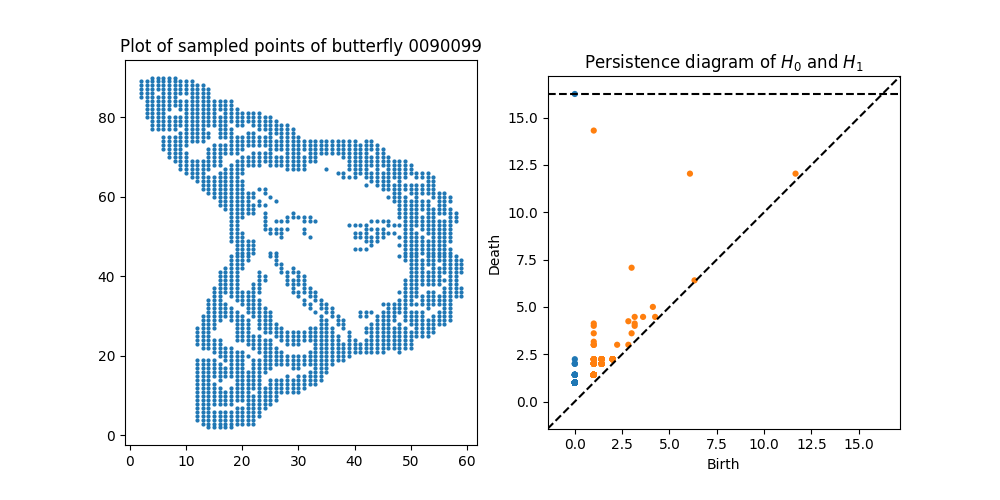 Plot of sampled points of butterfly 0090099
80
60
40
20
0
0 10 20 30 40 50 60
Persistence diagram of $H_0$ and $H_1$
Death
15.0
12.5
10.0
7.5
5.0
2.5
0.0
0.0 2.5 5.0 7.5 10.0 12.5 15.0
Birth